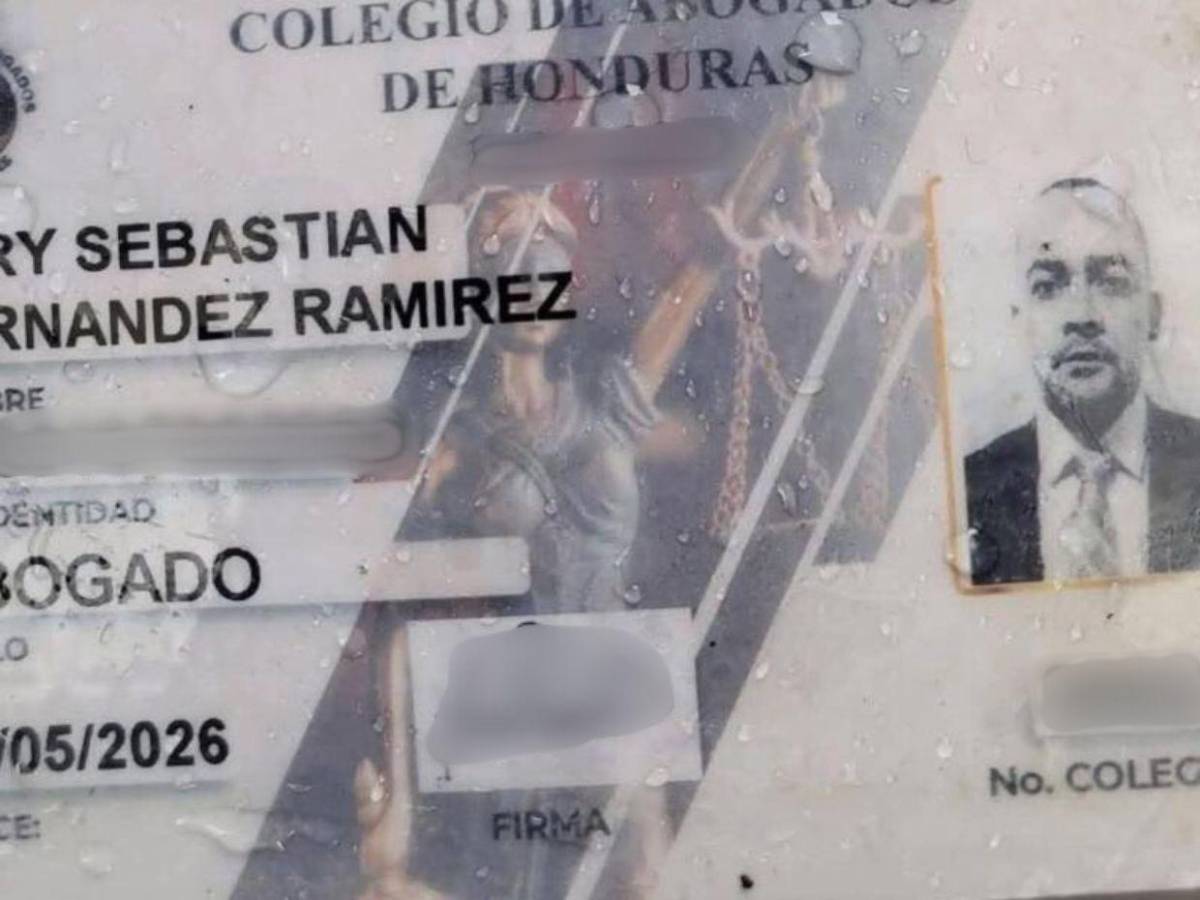 COLEGIO DE ABOGADOS
DE HONDURAS
GADOS
RY SEBASTIAN
RNANDEZ RAMIREZ
BRE
DENTIDAD
BOGADO
LO
/05/2026
CE:
FIRMA
No. COLEG